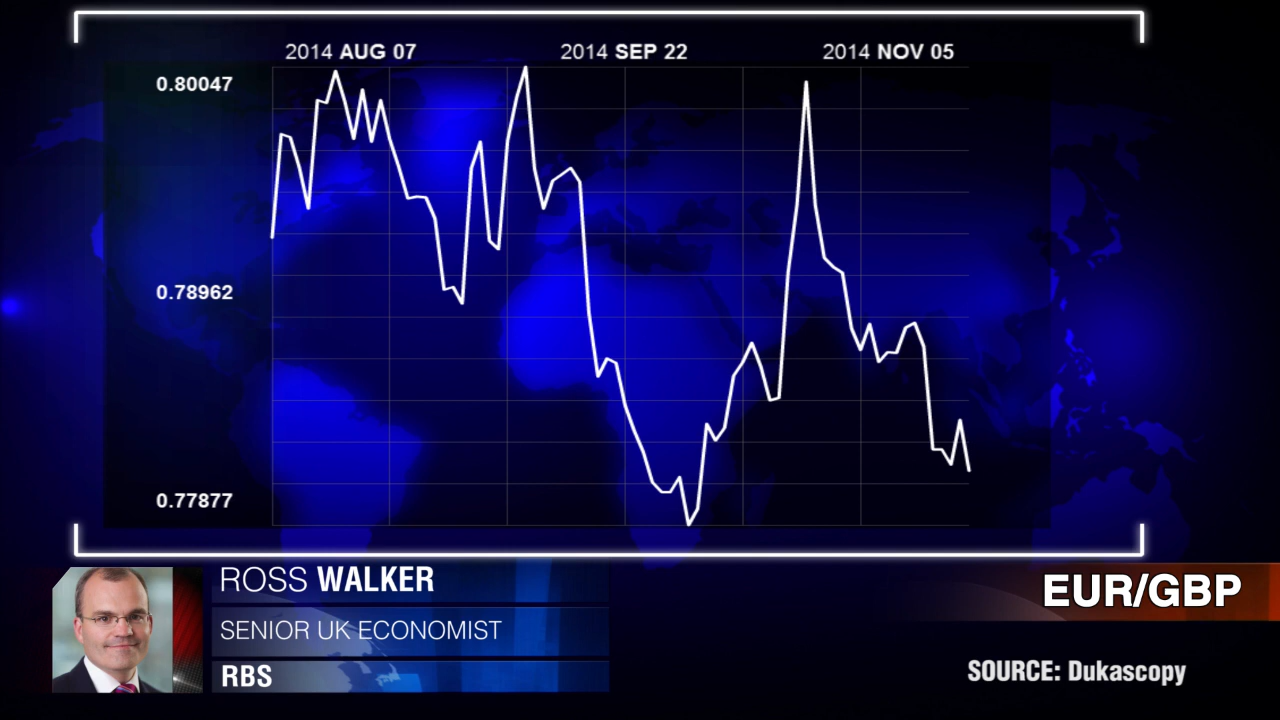 2014 AUG 07 2014 SEP 22 2014 NOV 05
0.80047
0.78962
0.77877
ROSS WALKER
SENIOR UK ECONOMIST
RBS
EUR/GBP
SOURCE: Dukascopy